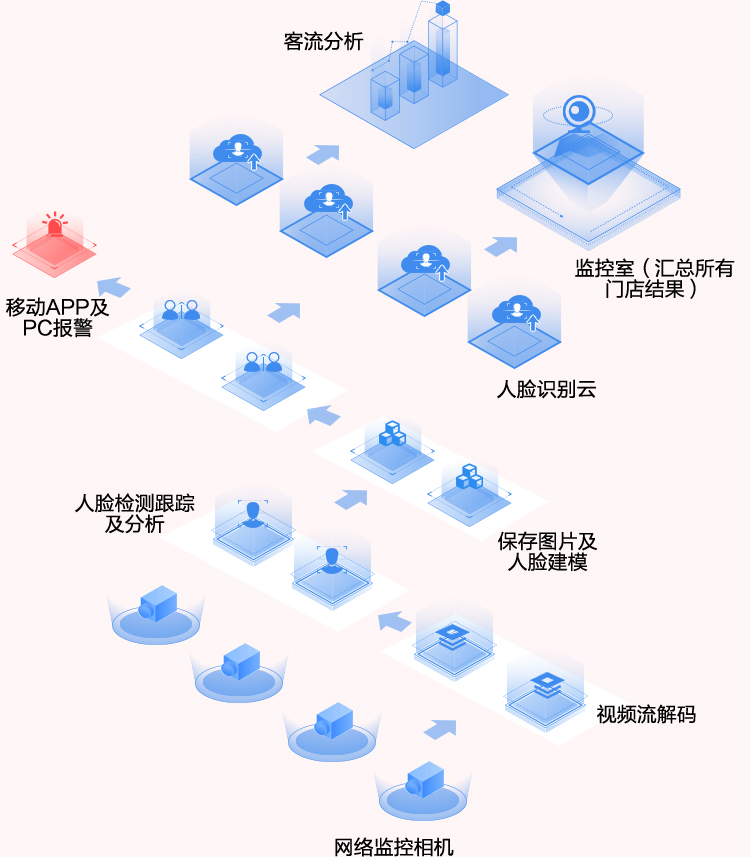 客流分析
监控室（汇总所有
门店结果）
移动APP及
PC报警
人脸识别云
人脸检测跟踪
及分析
保存图片及
人脸建模
视频流解码
网络监控相机